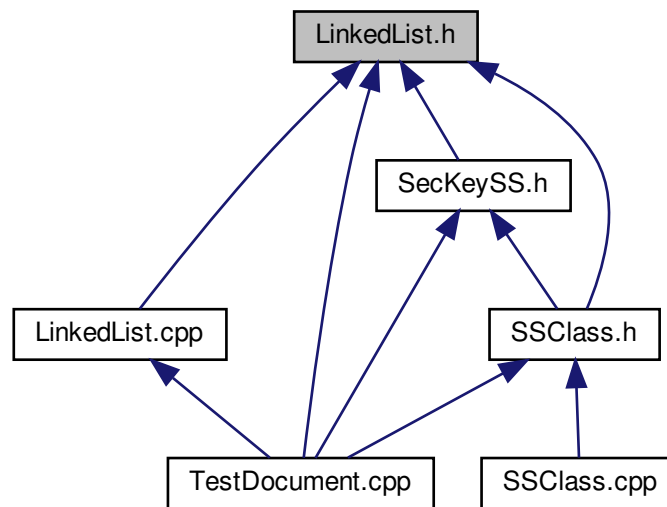 LinkedList.h
SecKeySS.h
LinkedList.cpp
SSClass.h
TestDocument.cpp
SSClass.cpp